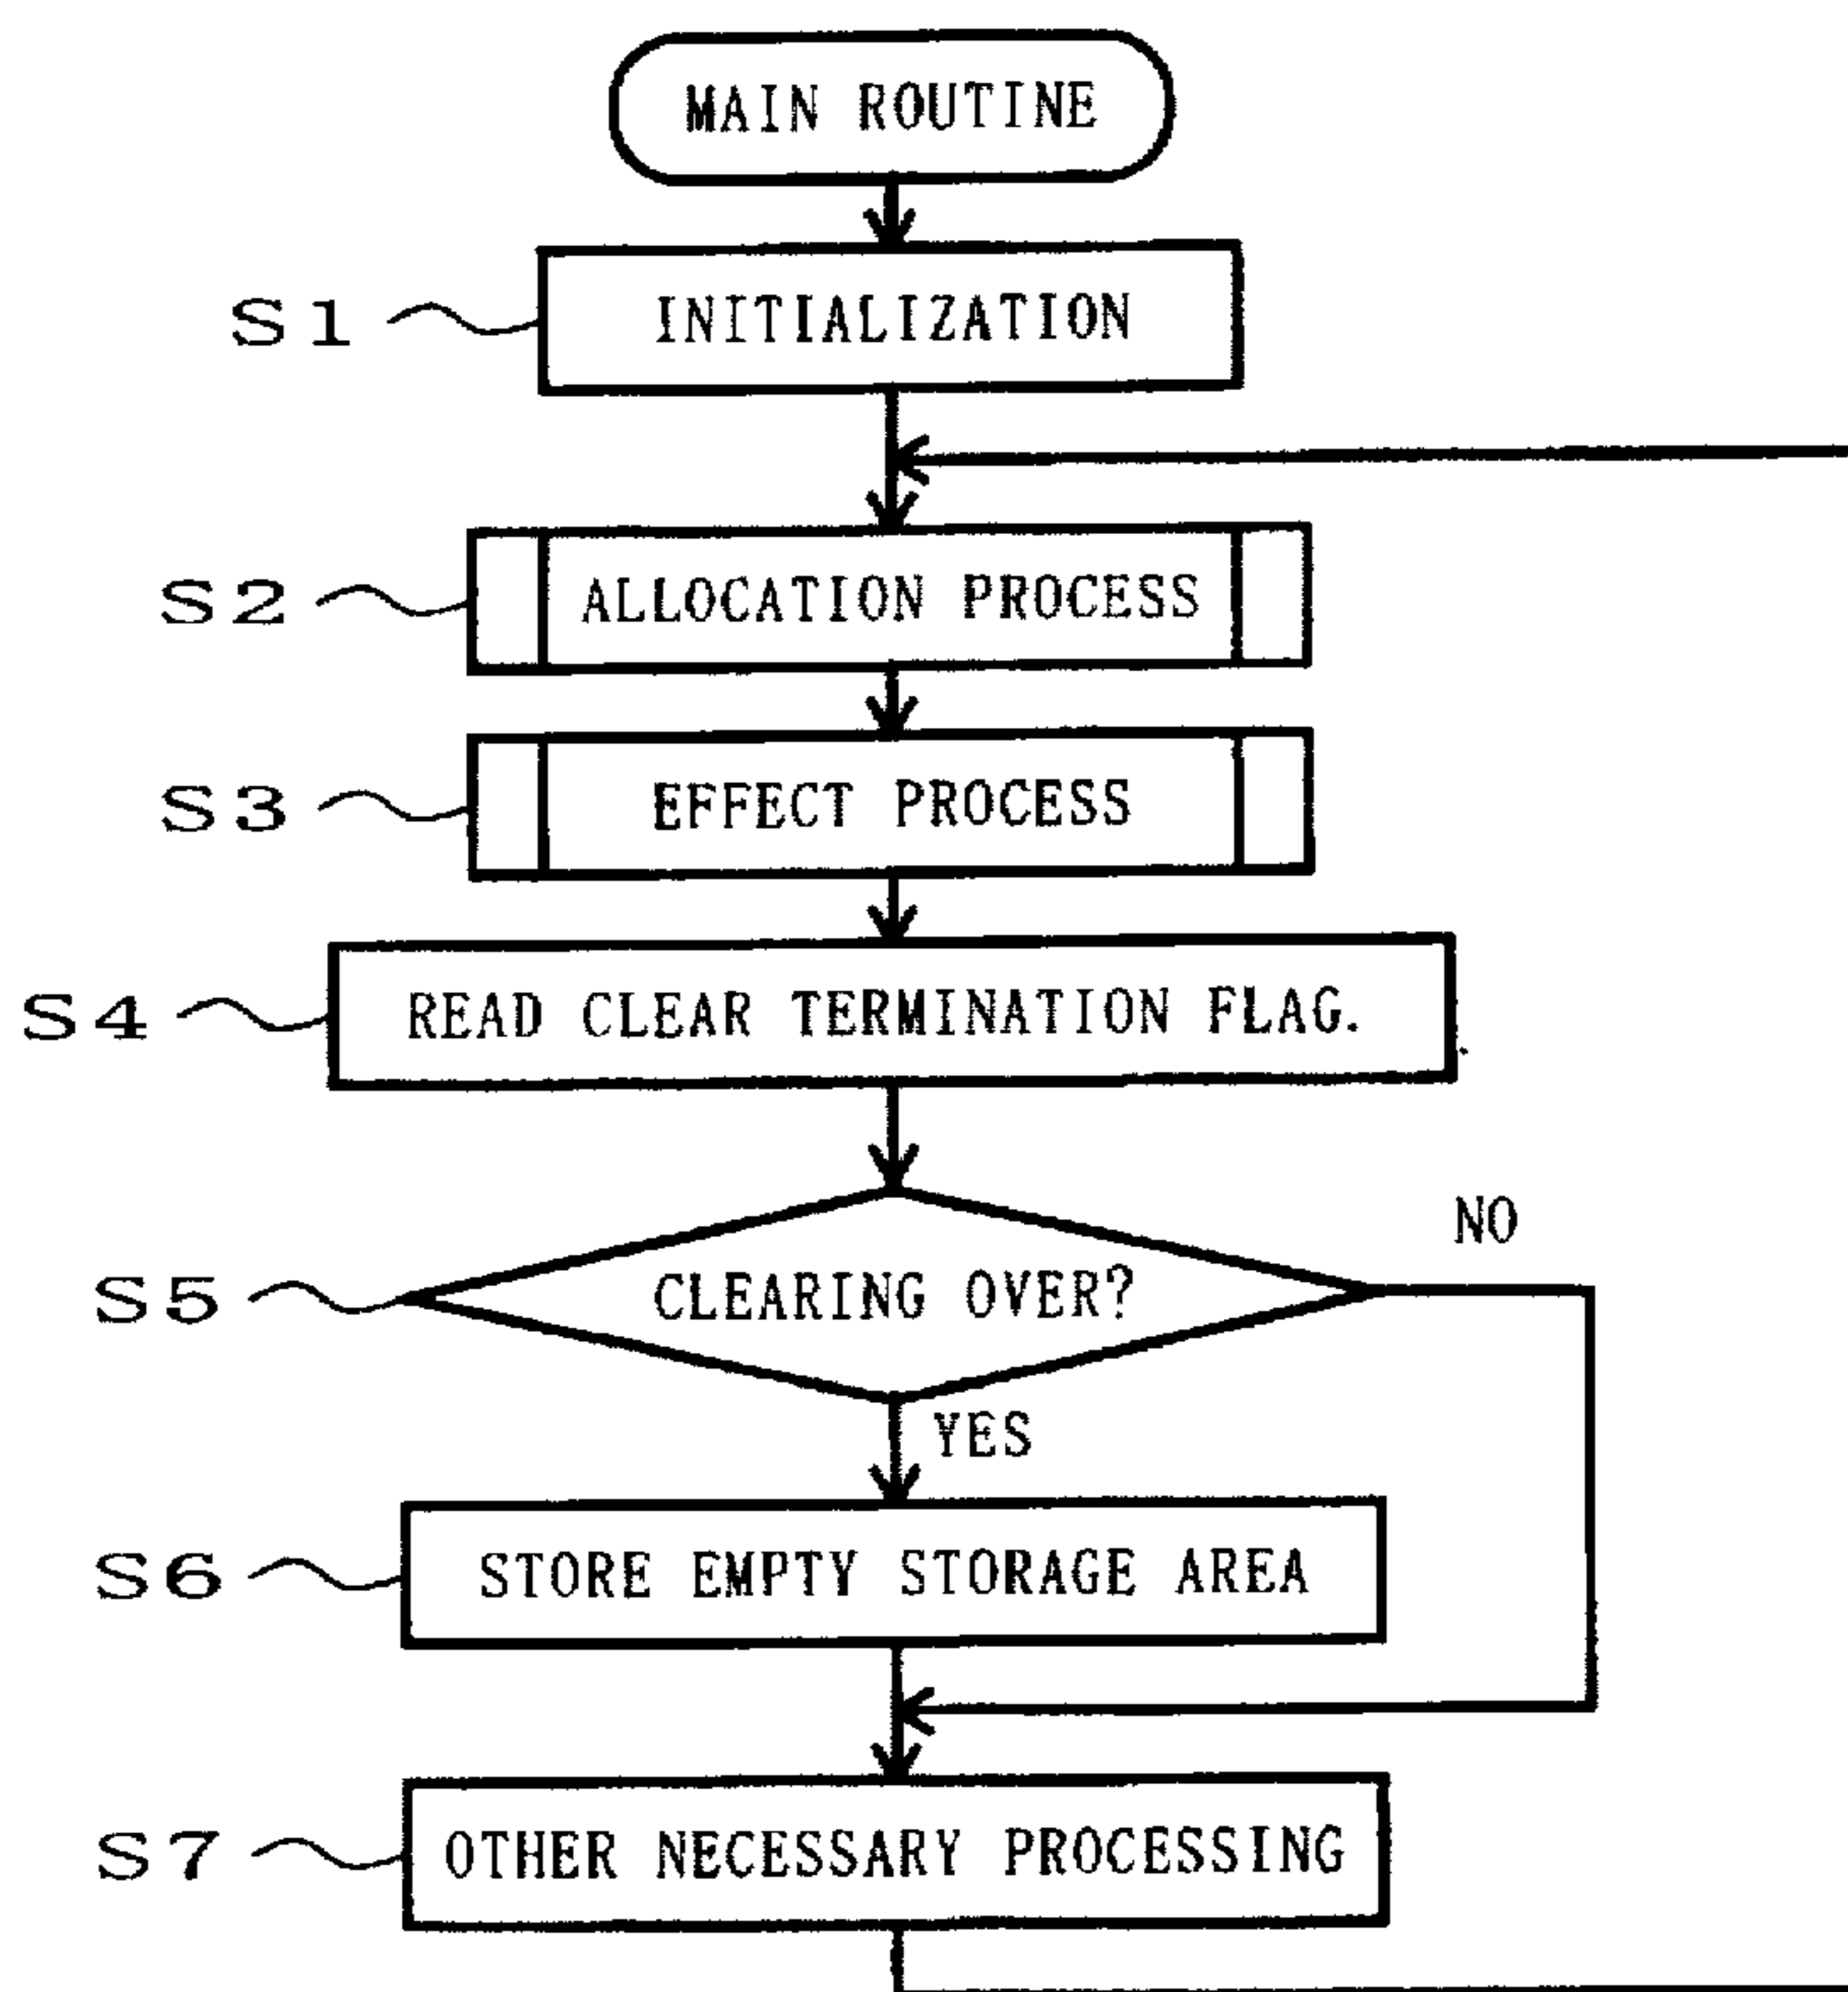 MAIN ROUTINE
S1 INITIALIZATION
S2 ALLOCATION PROCESS
S3 EFFECT PROCESS
S4 READ CLEAR TERMINATION FLAG.
NO
S5 CLEARING OVER?
YES
S6 STORE EMPTY STORAGE AREA
S7 OTHER NECESSARY PROCESSING